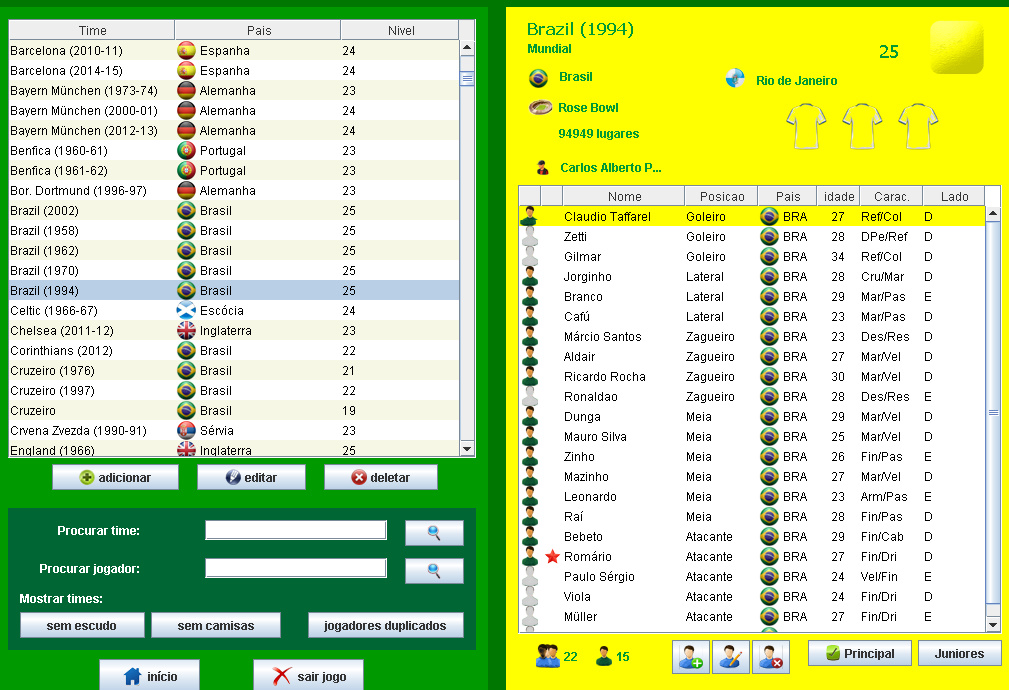 Time Pais Nivel
Barcelona (2010-11) Espanha 24
Barcelona (2014-15) Espanha 24
Bayern München (1973-74) Alemanha 23
Bayern München (2000-01) Alemanha 24
Bayern München (2012-13) Alemanha 24
Benfica (1960-61) Portugal 23
Benfica (1961-62) Portugal 23
Bor. Dortmund (1996-97) Alemanha 23
Brazil (2002) Brasil 25
Brazil (1958) Brasil 25
Brazil (1962) Brasil 25
Brazil (1970) Brasil 25
Brazil (1994) Brasil 25
Celtic (1966-67) Escócia 24
Chelsea (2011-12) Inglaterra 23
Corinthians (2012) Brasil 22
Cruzeiro (1976) Brasil 21
Cruzeiro (1997) Brasil 22
Cruzeiro Brasil 19
Crvena Zvezda (1990-91) Sérvia 23
England (1966) Inglaterra 25
adicionar editar deletar
Procurar time:
Procurar jogador:
Mostrar times:
sem escudo sem camisas jogadores duplicados
início sair jogo
Brazil (1994)
Mundial
25
Brasil Rio de Janeiro
Rose Bowl
94949 lugares
Carlos Alberto P...
Nome Posicao Pais idade Carac. Lado
Claudio Taffarel Goleiro BRA 27 Ref/Col D
Zetti Goleiro BRA 28 DPe/Ref D
Gilmar Goleiro BRA 34 Ref/Col D
Jorginho Lateral BRA 28 Cru/Mar D
Branco Lateral BRA 29 Mar/Pas E
Cafú Lateral BRA 23 Mar/Pas D
Márcio Santos Zagueiro BRA 23 Des/Res D
Aldair Zagueiro BRA 27 Mar/Vel D
Ricardo Rocha Zagueiro BRA 30 Mar/Vel D
Ronaldao Zagueiro BRA 28 Des/Res E
Dunga Meia BRA 29 Mar/Vel D
Mauro Silva Meia BRA 25 Mar/Vel D
Zinho Meia BRA 26 Fin/Pas E
Mazinho Meia BRA 27 Mar/Vel D
Leonardo Meia BRA 23 Arm/Pas E
Raí Meia BRA 28 Fin/Pas D
Bebeto Atacante BRA 29 Fin/Cab D
Romário Atacante BRA 27 Fin/Dri D
Paulo Sérgio Atacante BRA 24 Vel/Fin E
Viola Atacante BRA 24 Fin/Dri D
Müller Atacante BRA 27 Fin/Dri E
22 15 Principal Juniores